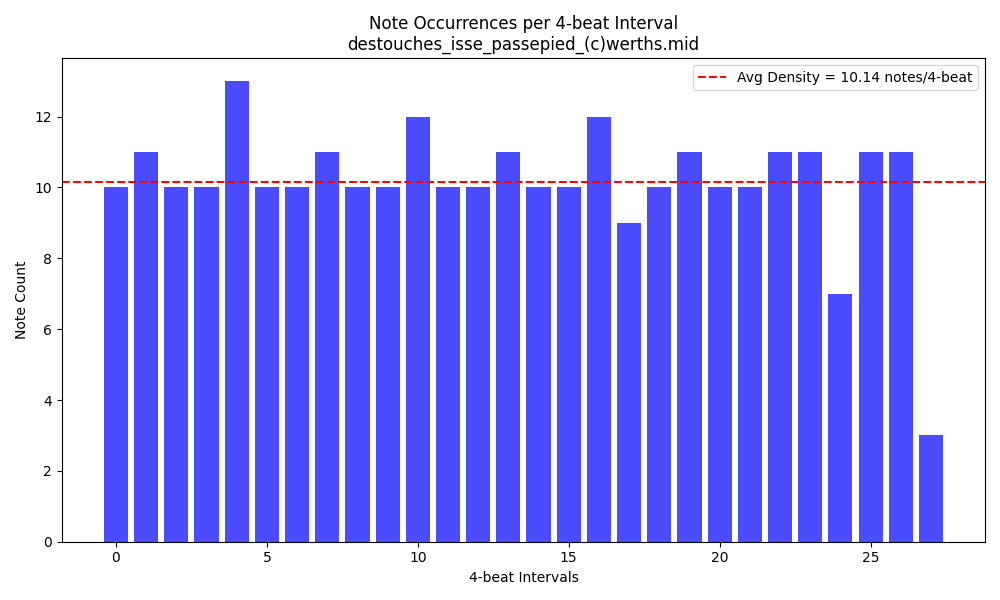 Note Occurrences per 4-beat Interval
destouches_isse_passepied_(c)werths.mid
Avg Density = 10.14 notes/4-beat
Note Count
12
10
8
6
4
2
0
0 5 10 15 20 25
4-beat Intervals